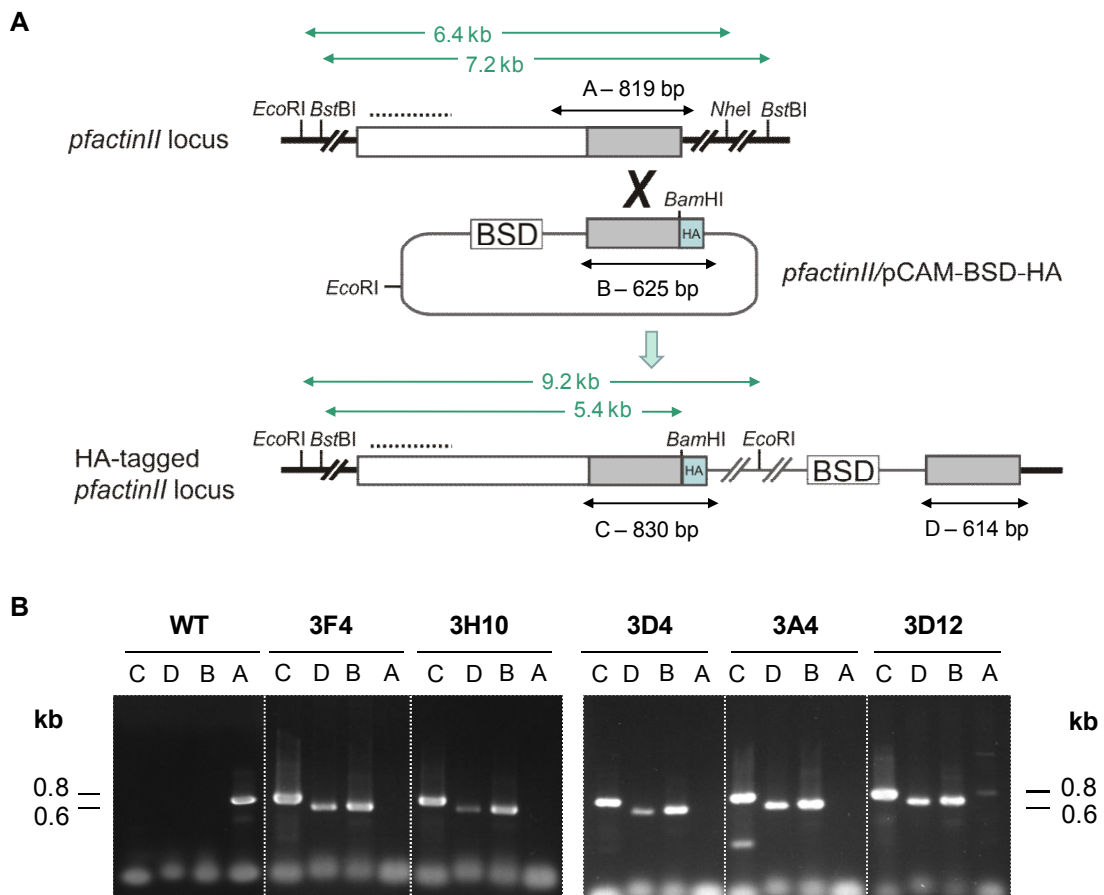 A
6.4 kb
7.2 kb
A – 819 bp
EcoRI BstBI NheI BstBI
pfactinII locus
X
BamHI
BSD HA
EcoRI
B – 625 bp
pfactinII/pCAM-BSD-HA
9.2 kb
5.4 kb
EcoRI BstBI BamHI EcoRI
HA-tagged
pfactinII locus
HA BSD
C – 830 bp D – 614 bp
B
WT 3F4 3H10 3D4 3A4 3D12
C D B A C D B A C D B A C D B A C D B A C D B A
kb kb
0.8 0.8
0.6 0.6